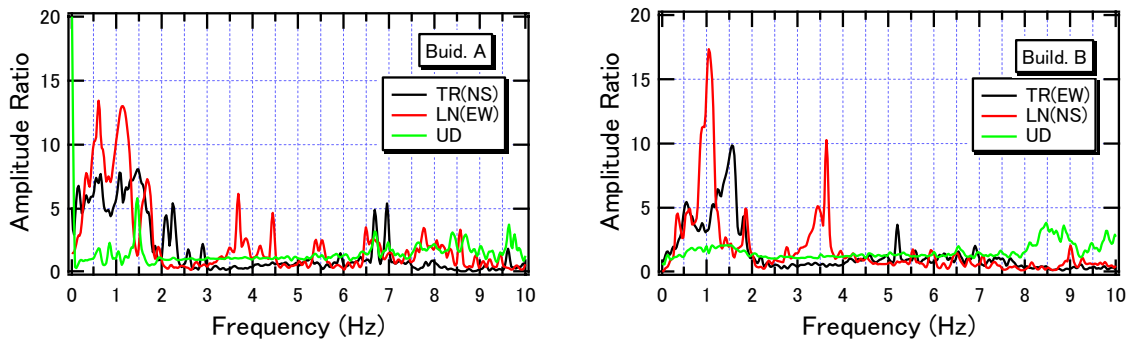 20
15
10
5
0
Amplitude Ratio
Buid. A
TR(NS)
LN(EW)
UD
0 1 2 3 4 5 6 7 8 9 10
Frequency (Hz)
20
15
10
5
0
Amplitude Ratio
Build. B
TR(EW)
LN(NS)
UD
0 1 2 3 4 5 6 7 8 9 10
Frequency (Hz)